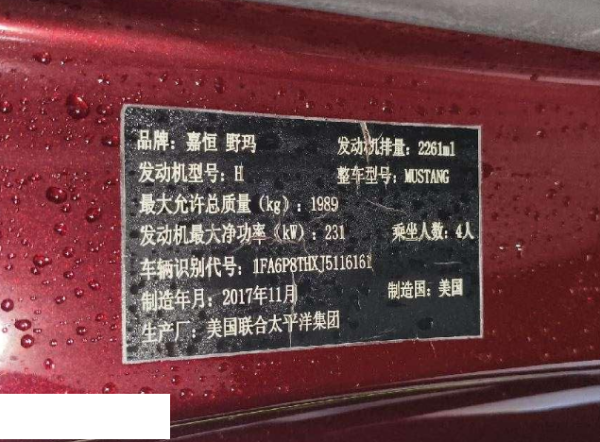 品牌：嘉恒 野玛 发动机排量：2261ml
发动机型号：H 整车型号：MUSTANG
最大允许总质量（kg）：1989
发动机最大净功率（kW）：231 乘坐人数：4人
车辆识别代号：1FA6P8THXJ5116161
制造年月：2017年11月 制造国：美国
生产厂：美国联合太平洋集团